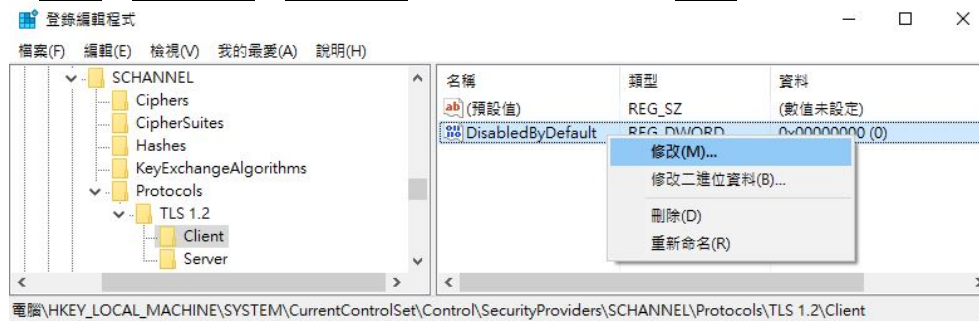 登錄編輯程式
檔案(F) 編輯(E) 檢視(V) 我的最愛(A) 說明(H)
SCHANNEL
Ciphers
CipherSuites
Hashes
KeyExchangeAlgorithms
Protocols
TLS 1.2
Client
Server
名稱 類型 資料
ab (預設值) REG_SZ (數值未設定)
DisabledByDefault REG_DWORD 0x00000000 (0)
修改(M)...
修改二進位資料(B)...
刪除(D)
重新命名(R)
電腦\HKEY_LOCAL_MACHINE\SYSTEM\CurrentControlSet\Control\SecurityProviders\SCHANNEL\Protocols\TLS 1.2\Client